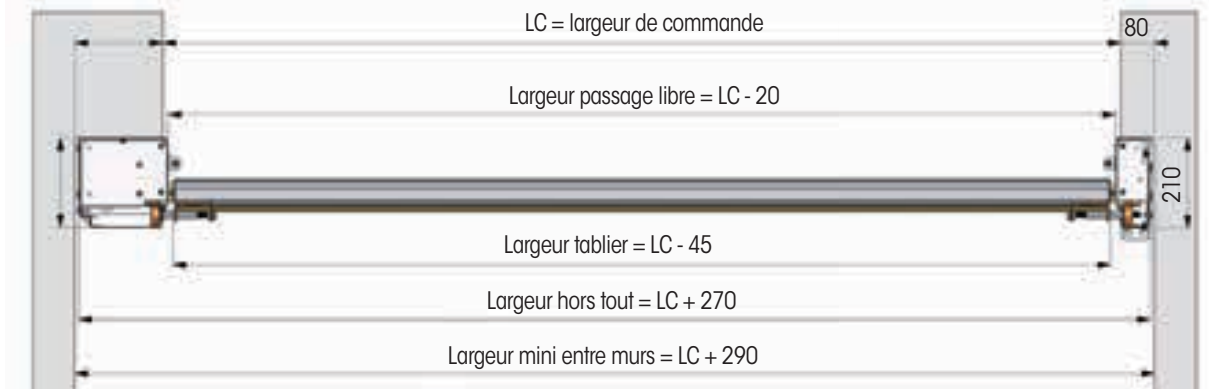 LC = largeur de commande
80
Largeur passage libre = LC - 20
210
Largeur tablier = LC - 45
Largeur hors tout = LC + 270
Largeur mini entre murs = LC + 290